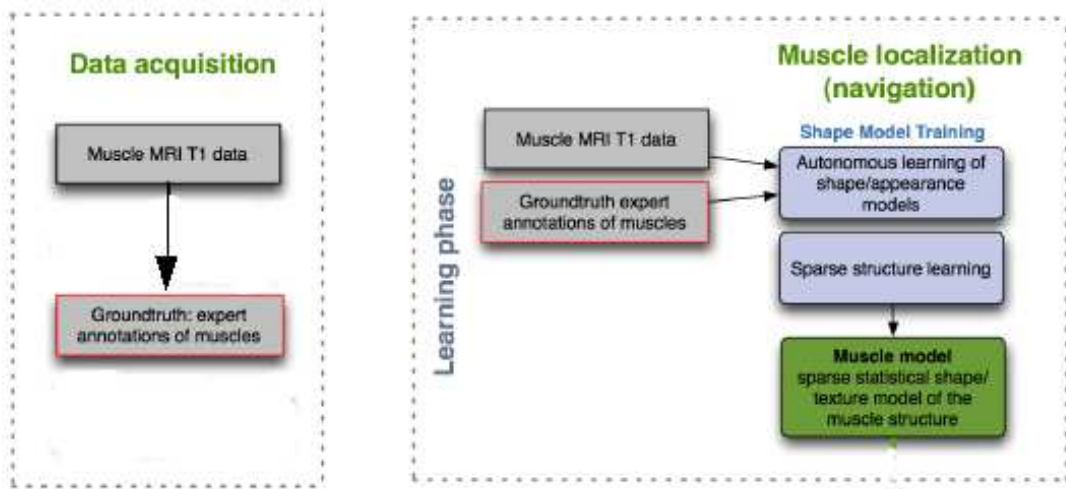 Data acquisition
Muscle MRI T1 data
Groundtruth: expert
annotations of muscles
Learning phase
Muscle localization
(navigation)
Muscle MRI T1 data
Groundtruth expert
annotations of muscles
Shape Model Training
Autonomous learning of
shape/appearance
models
Sparse structure learning
Muscle model
sparse statistical shape/
texture model of the
muscle structure